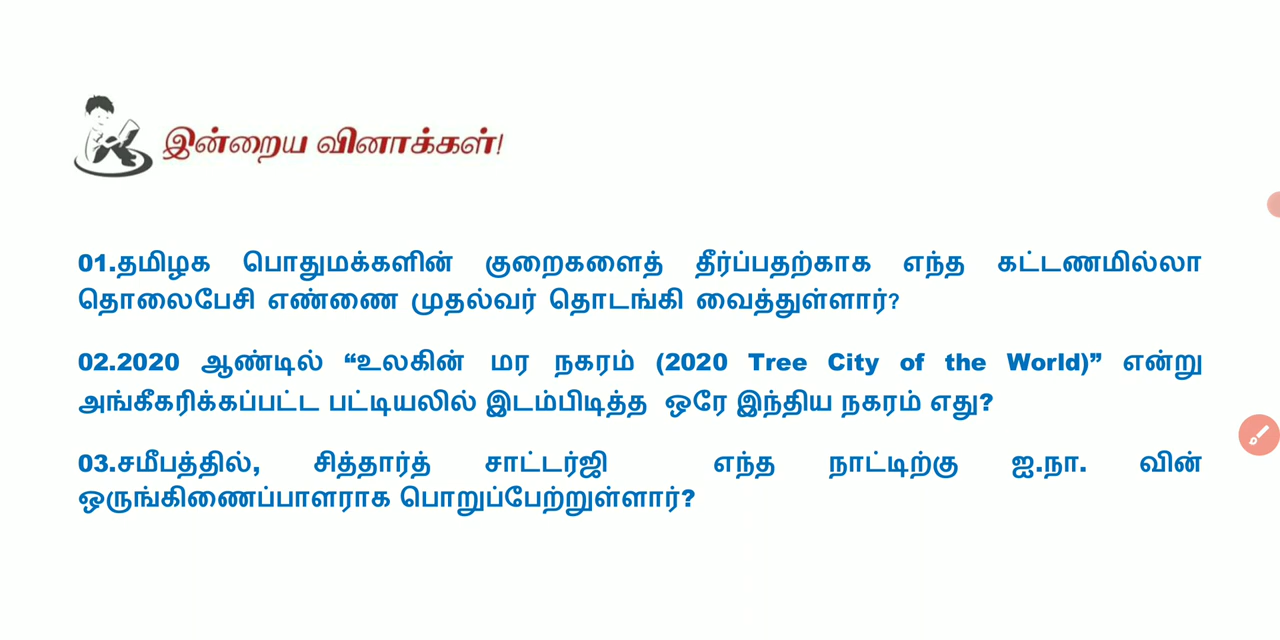 இன்றைய வினாக்கள்!
01.தமிழக பொதுமக்களின் குறைகளைத் தீர்ப்பதற்காக எந்த கட்டணமில்லா
தொலைபேசி எண்ணை முதல்வர் தொடங்கி வைத்துள்ளார்?
02.2020 ஆண்டில் “உலகின் மர நகரம் (2020 Tree City of the World)” என்று
அங்கீகரிக்கப்பட்ட பட்டியலில் இடம்பிடித்த ஒரே இந்திய நகரம் எது?
03.சமீபத்தில், சித்தார்த் சாட்டர்ஜி எந்த நாட்டிற்கு ஐ.நா. வின்
ஒருங்கிணைப்பாளராக பொறுப்பேற்றுள்ளார்?